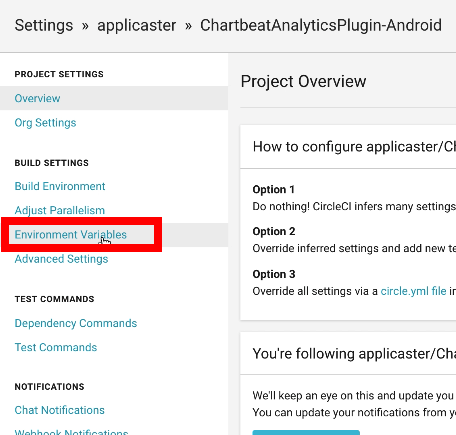 Settings » applicaster » ChartbeatAnalyticsPlugin-Android
PROJECT SETTINGS
Overview
Org Settings
BUILD SETTINGS
Build Environment
Adjust Parallelism
Environment Variables
Advanced Settings
TEST COMMANDS
Dependency Commands
Test Commands
NOTIFICATIONS
Chat Notifications
Webhook Notifications
Project Overview
How to configure applicaster/Ch
Option 1
Do nothing! CircleCI infers many settings
Option 2
Override inferred settings and add new te
Option 3
Override all settings via a circle.yml file in
You're following applicaster/Cha
We'll keep an eye on this and update you
You can update your notifications from yo